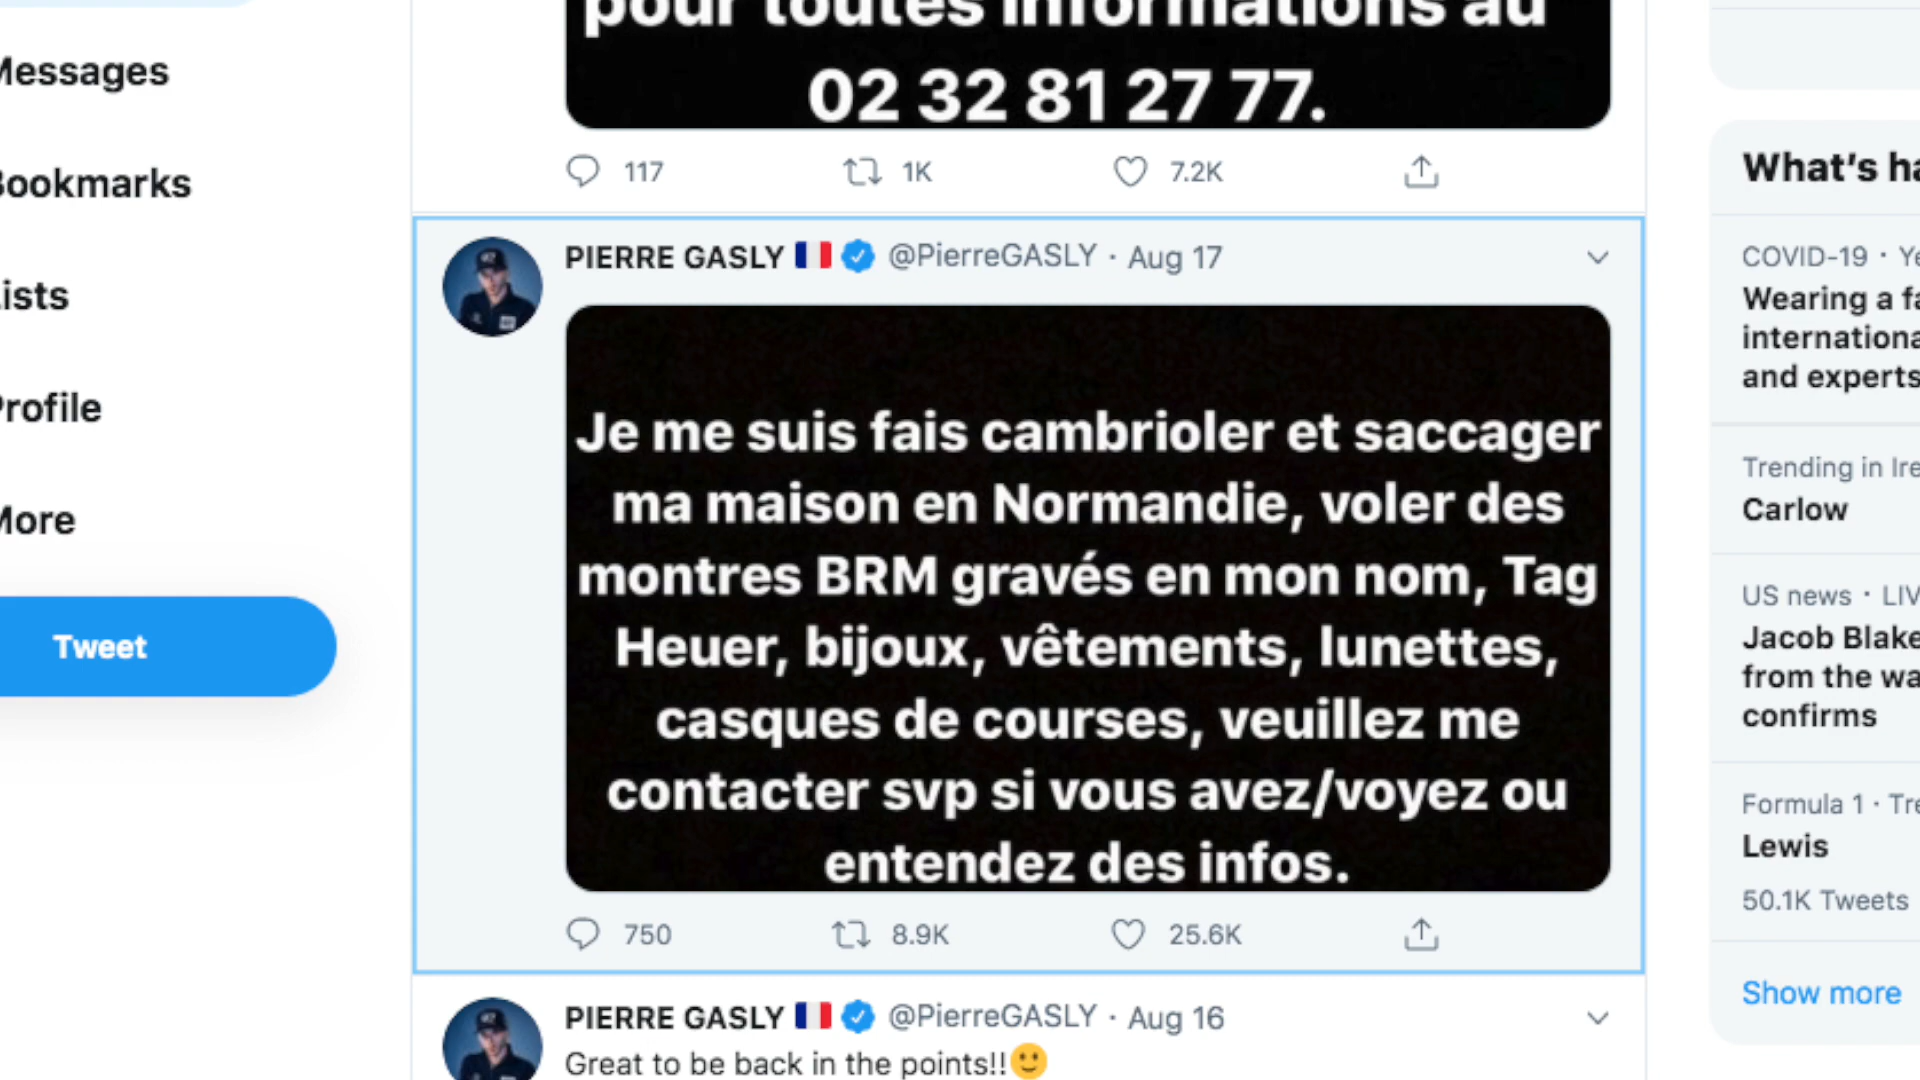 pour toutes informations au
02 32 81 27 77.
117 1K 7.2K
Messages
Bookmarks
Lists
Profile
More
Tweet
PIERRE GASLY @PierreGASLY · Aug 17
Je me suis fais cambrioler et saccager
ma maison en Normandie, voler des
montres BRM gravés en mon nom, Tag
Heuer, bijoux, vêtements, lunettes,
casques de courses, veuillez me
contacter svp si vous avez/voyez ou
entendez des infos.
750 8.9K 25.6K
PIERRE GASLY @PierreGASLY · Aug 16
Great to be back in the points!!🙂
What's ha
COVID-19 · Ye
Wearing a fa
internationa
and experts
Trending in Ire
Carlow
US news · LIV
Jacob Blake
from the wa
confirms
Formula 1 · Tre
Lewis
50.1K Tweets
Show more